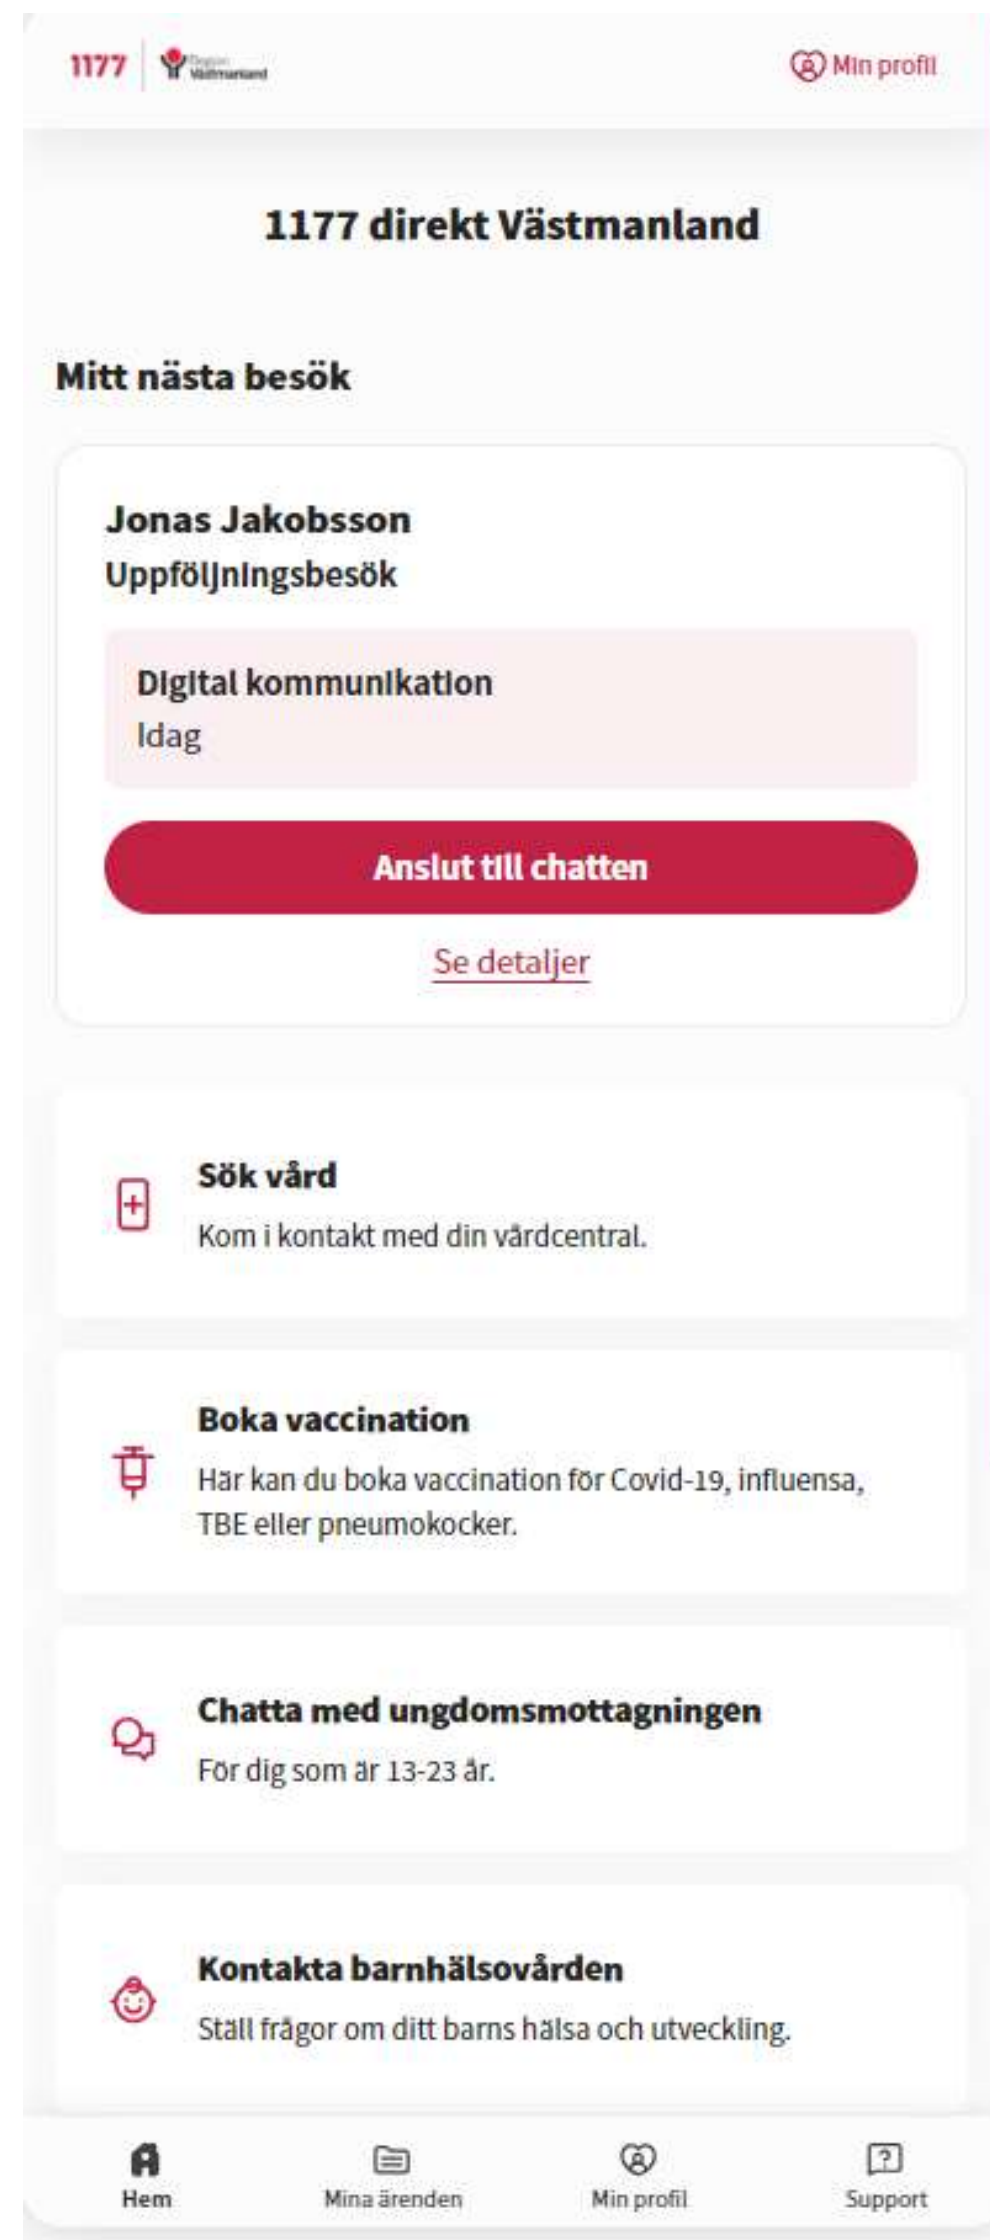 1177
Region
Västmanland
Min profil
1177 direkt Västmanland
Mitt nästa besök
Jonas Jakobsson
Uppföljningsbesök
Digital kommunikation
Idag
Anslut till chatten
Se detaljer
Sök vård
Kom i kontakt med din vårdcentral.
Boka vaccination
Här kan du boka vaccination för Covid-19, influensa,
TBE eller pneumokocker.
Chatta med ungdomsmottagningen
För dig som är 13-23 år.
Kontakta barnhälsovården
Ställ frågor om ditt barns hälsa och utveckling.
Hem
Mina ärenden
Min profil
Support